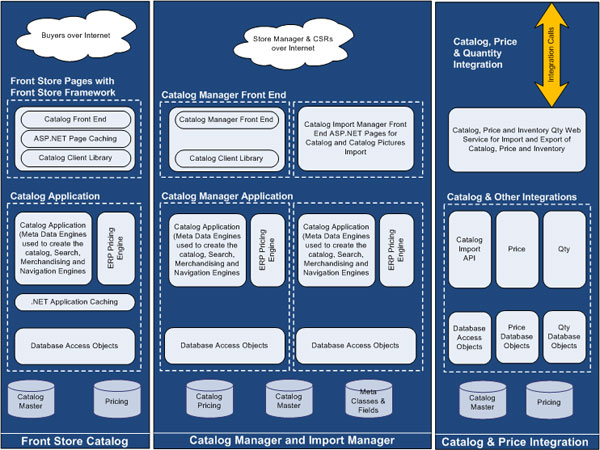 Buyers over Internet
Front Store Pages with
Front Store Framework
Catalog Front End
ASP.NET Page Caching
Catalog Client Library
Catalog Application
Catalog Application
(Meta Data Engines
used to create the
catalog, Search,
Merchandising and
Navigation Engines
ERP Pricing
Engine
.NET Application Caching
Database Access Objects
Catalog
Master
Pricing
Front Store Catalog
Store Manager & CSRs
over Internet
Catalog Manager Front End
Catalog Manager Front End
Catalog Client Library
Catalog Import Manager Front
End ASP.NET Pages for
Catalog and Catalog Pictures
Import
Catalog Manager Application
Catalog Application
(Meta Data Engines
used to create the
catalog, Search,
Merchandising and
Navigation Engines
ERP Pricing
Engine
Catalog Application
(Meta Data Engines
used to create the
catalog, Search,
Merchandising and
Navigation Engines
ERP Pricing
Engine
Database Access Objects
Database Access Objects
Catalog
Pricing
Catalog
Master
Meta
Classes &
Fields
Catalog Manager and Import Manager
Catalog, Price
& Quantity
Integration
Integration Calls
Catalog, Price and Inventory Qty Web
Service for Import and Export of
Catalog, Price and Inventory
Catalog & Other Integrations
Catalog
Import
API
Price
Qty
Database
Access
Objects
Price
Database
Objects
Qty
Database
Objects
Catalog
Master
Pricing
Catalog & Price Integration